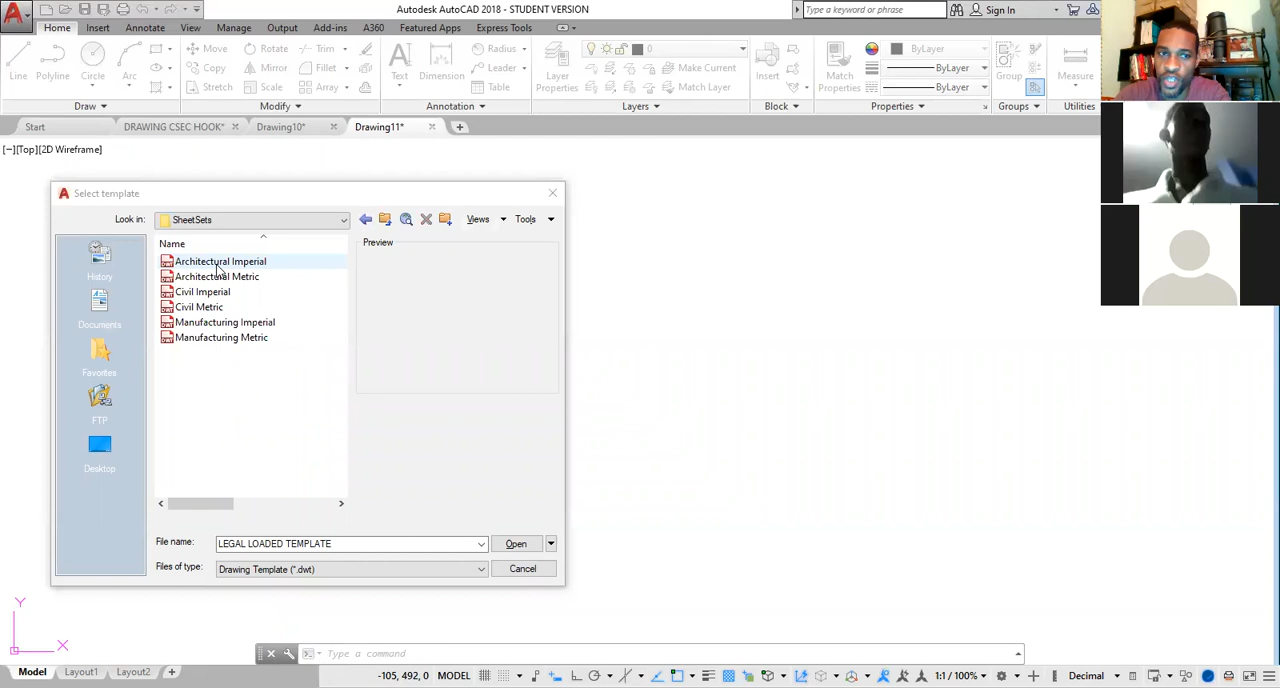 Autodesk AutoCAD 2018 - STUDENT VERSION
Type a keyword or phrase
Sign In
Home Insert Annotate View Manage Output Add-ins A360 Featured Apps Express Tools
Line Polyline Circle Arc
Move Rotate Trim
Copy Mirror Fillet
Stretch Scale Array
Text Dimension
Radius
Leader
Table
Layer Properties
0
Make Current
Match Layer
Insert
Match Properties
ByLayer
ByLayer
ByLayer
Group
Measure
Draw Modify Annotation Layers Block Properties Groups Utilities
Start DRAWING CSEC HOOK* Drawing10* Drawing11*
[−][Top][2D Wireframe]
Select template
Look in: SheetSets Views Tools
Name
Preview
Architectural Imperial
Architectural Metric
Civil Imperial
Civil Metric
Manufacturing Imperial
Manufacturing Metric
History
Documents
Favorites
FTP
Desktop
File name: LEGAL LOADED TEMPLATE Open
Files of type: Drawing Template (*.dwt) Cancel
Y
X
Type a command
Model Layout1 Layout2
-105, 492, 0 MODEL 1:1 / 100% Decimal